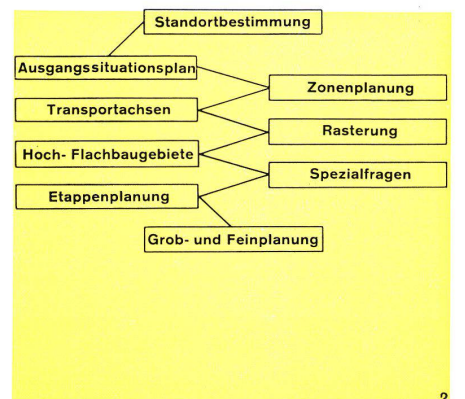 Standortbestimmung
Ausgangssituationsplan
Zonenplanung
Transportachsen
Rasterung
Hoch- Flachbaugebiete
Spezialfragen
Etappenplanung
Grob- und Feinplanung